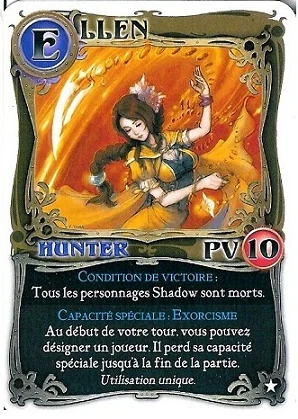 ELLEN
HUNTER PV 10
CONDITION DE VICTOIRE :
Tous les personnages Shadow sont morts.
CAPACITÉ SPÉCIALE : EXORCISME
Au début de votre tour, vous pouvez
désigner un joueur. Il perd sa capacité
spéciale jusqu'à la fin de la partie.
Utilisation unique.